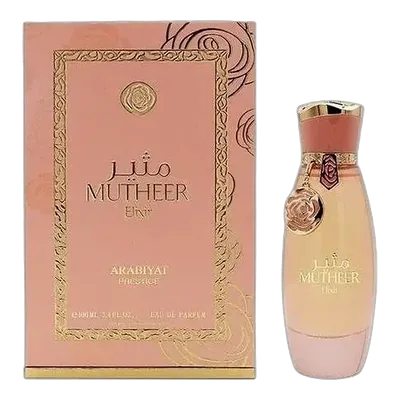 مثير
MUTHEER
Elixir
ARABIYAT
PRESTIGE
100ML 3.4 FL.OZ. EAU DE PARFUM
مثير
MUTHEER
Elixir